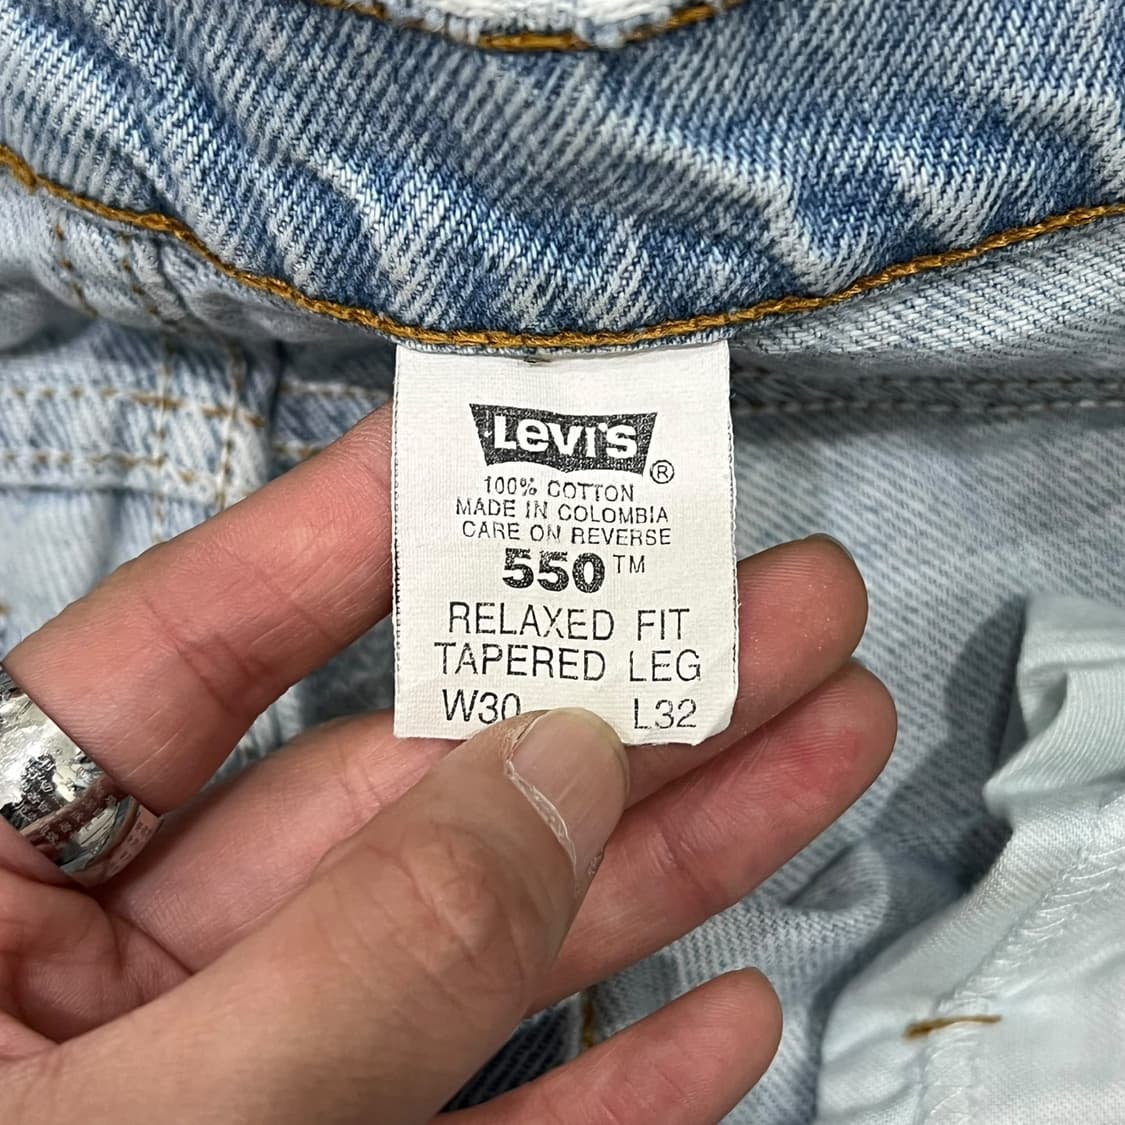 LEVI'S ®
100% COTTON
MADE IN COLOMBIA
CARE ON REVERSE
550™
RELAXED FIT
TAPERED LEG
W30 L32